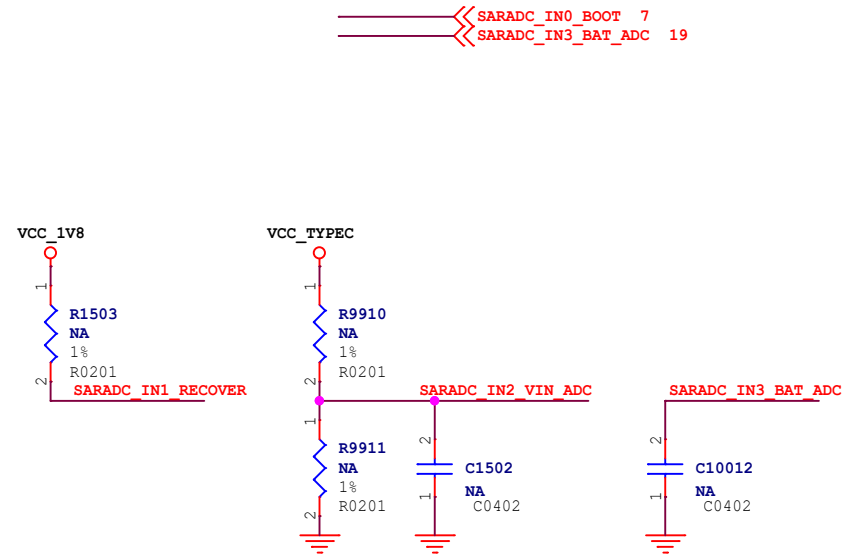 SARADC_IN0_BOOT 7
SARADC_IN3_BAT_ADC 19
VCC_1V8
VCC_TYPEC
1
1
R1503
NA
1%
R0201
R9910
NA
1%
R0201
2
2
SARADC_IN1_RECOVER
SARADC_IN2_VIN_ADC
SARADC_IN3_BAT_ADC
1
2
2
R9911
NA
1%
R0201
C1502
NA
C0402
C10012
NA
C0402
2
1
1